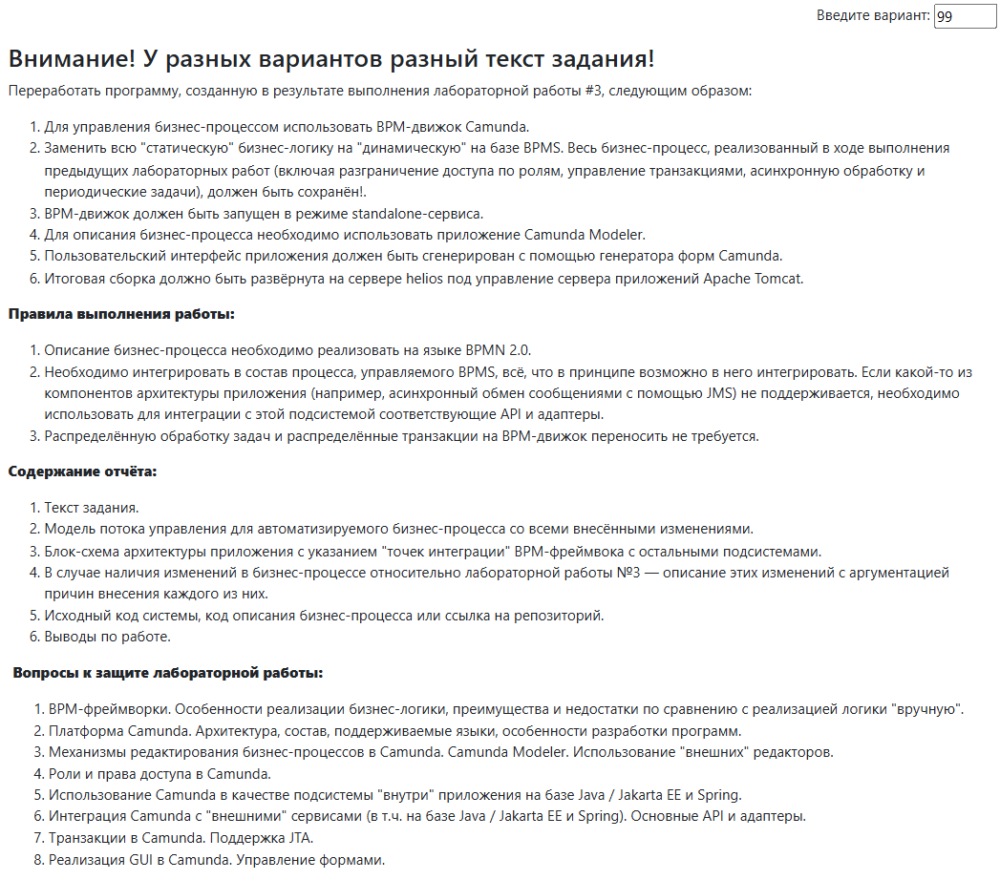 Введите вариант: 99
Внимание! У разных вариантов разный текст задания!
Переработать программу, созданную в результате выполнения лабораторной работы #3, следующим образом:
1. Для управления бизнес-процессом использовать BPM-движок Camunda.
2. Заменить всю "статическую" бизнес-логику на "динамическую" на базе BPMS. Весь бизнес-процесс, реализованный в ходе выполнения
предыдущих лабораторных работ (включая разграничение доступа по ролям, управление транзакциями, асинхронную обработку и
периодические задачи), должен быть сохранён!.
3. BPM-движок должен быть запущен в режиме standalone-сервиса.
4. Для описания бизнес-процесса необходимо использовать приложение Camunda Modeler.
5. Пользовательский интерфейс приложения должен быть сгенерирован с помощью генератора форм Camunda.
6. Итоговая сборка должно быть развёрнута на сервере helios под управление сервера приложений Apache Tomcat.
Правила выполнения работы:
1. Описание бизнес-процесса необходимо реализовать на языке BPMN 2.0.
2. Необходимо интегрировать в состав процесса, управляемого BPMS, всё, что в принципе возможно в него интегрировать. Если какой-то из
компонентов архитектуры приложения (например, асинхронный обмен сообщениями с помощью JMS) не поддерживается, необходимо
использовать для интеграции с этой подсистемой соответствующие API и адаптеры.
3. Распределённую обработку задач и распределённые транзакции на BPM-движок переносить не требуется.
Содержание отчёта:
1. Текст задания.
2. Модель потока управления для автоматизируемого бизнес-процесса со всеми внесёнными изменениями.
3. Блок-схема архитектуры приложения с указанием "точек интеграции" BPM-фреймвока с остальными подсистемами.
4. В случае наличия изменений в бизнес-процессе относительно лабораторной работы №3 — описание этих изменений с аргументацией
причин внесения каждого из них.
5. Исходный код системы, код описания бизнес-процесса или ссылка на репозиторий.
6. Выводы по работе.
Вопросы к защите лабораторной работы:
1. BPM-фреймворки. Особенности реализации бизнес-логики, преимущества и недостатки по сравнению с реализацией логики "вручную".
2. Платформа Camunda. Архитектура, состав, поддерживаемые языки, особенности разработки программ.
3. Механизмы редактирования бизнес-процессов в Camunda. Camunda Modeler. Использование "внешних" редакторов.
4. Роли и права доступа в Camunda.
5. Использование Camunda в качестве подсистемы "внутри" приложения на базе Java / Jakarta EE и Spring.
6. Интеграция Camunda с "внешними" сервисами (в т.ч. на базе Java / Jakarta EE и Spring). Основные API и адаптеры.
7. Транзакции в Camunda. Поддержка JTA.
8. Реализация GUI в Camunda. Управление формами.